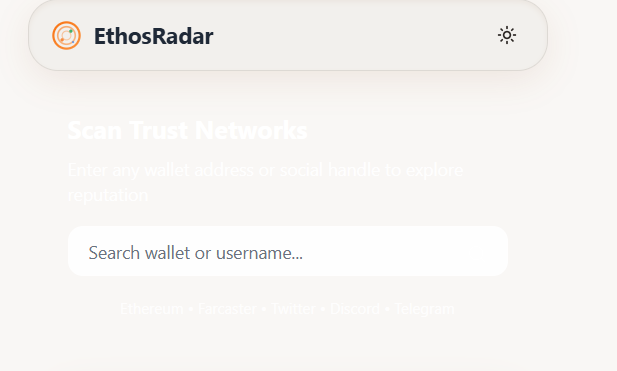 EthosRadar
Scan Trust Networks
Enter any wallet address or social handle to explore
reputation
Search wallet or username...
Ethereum • Farcaster • Twitter • Discord • Telegram